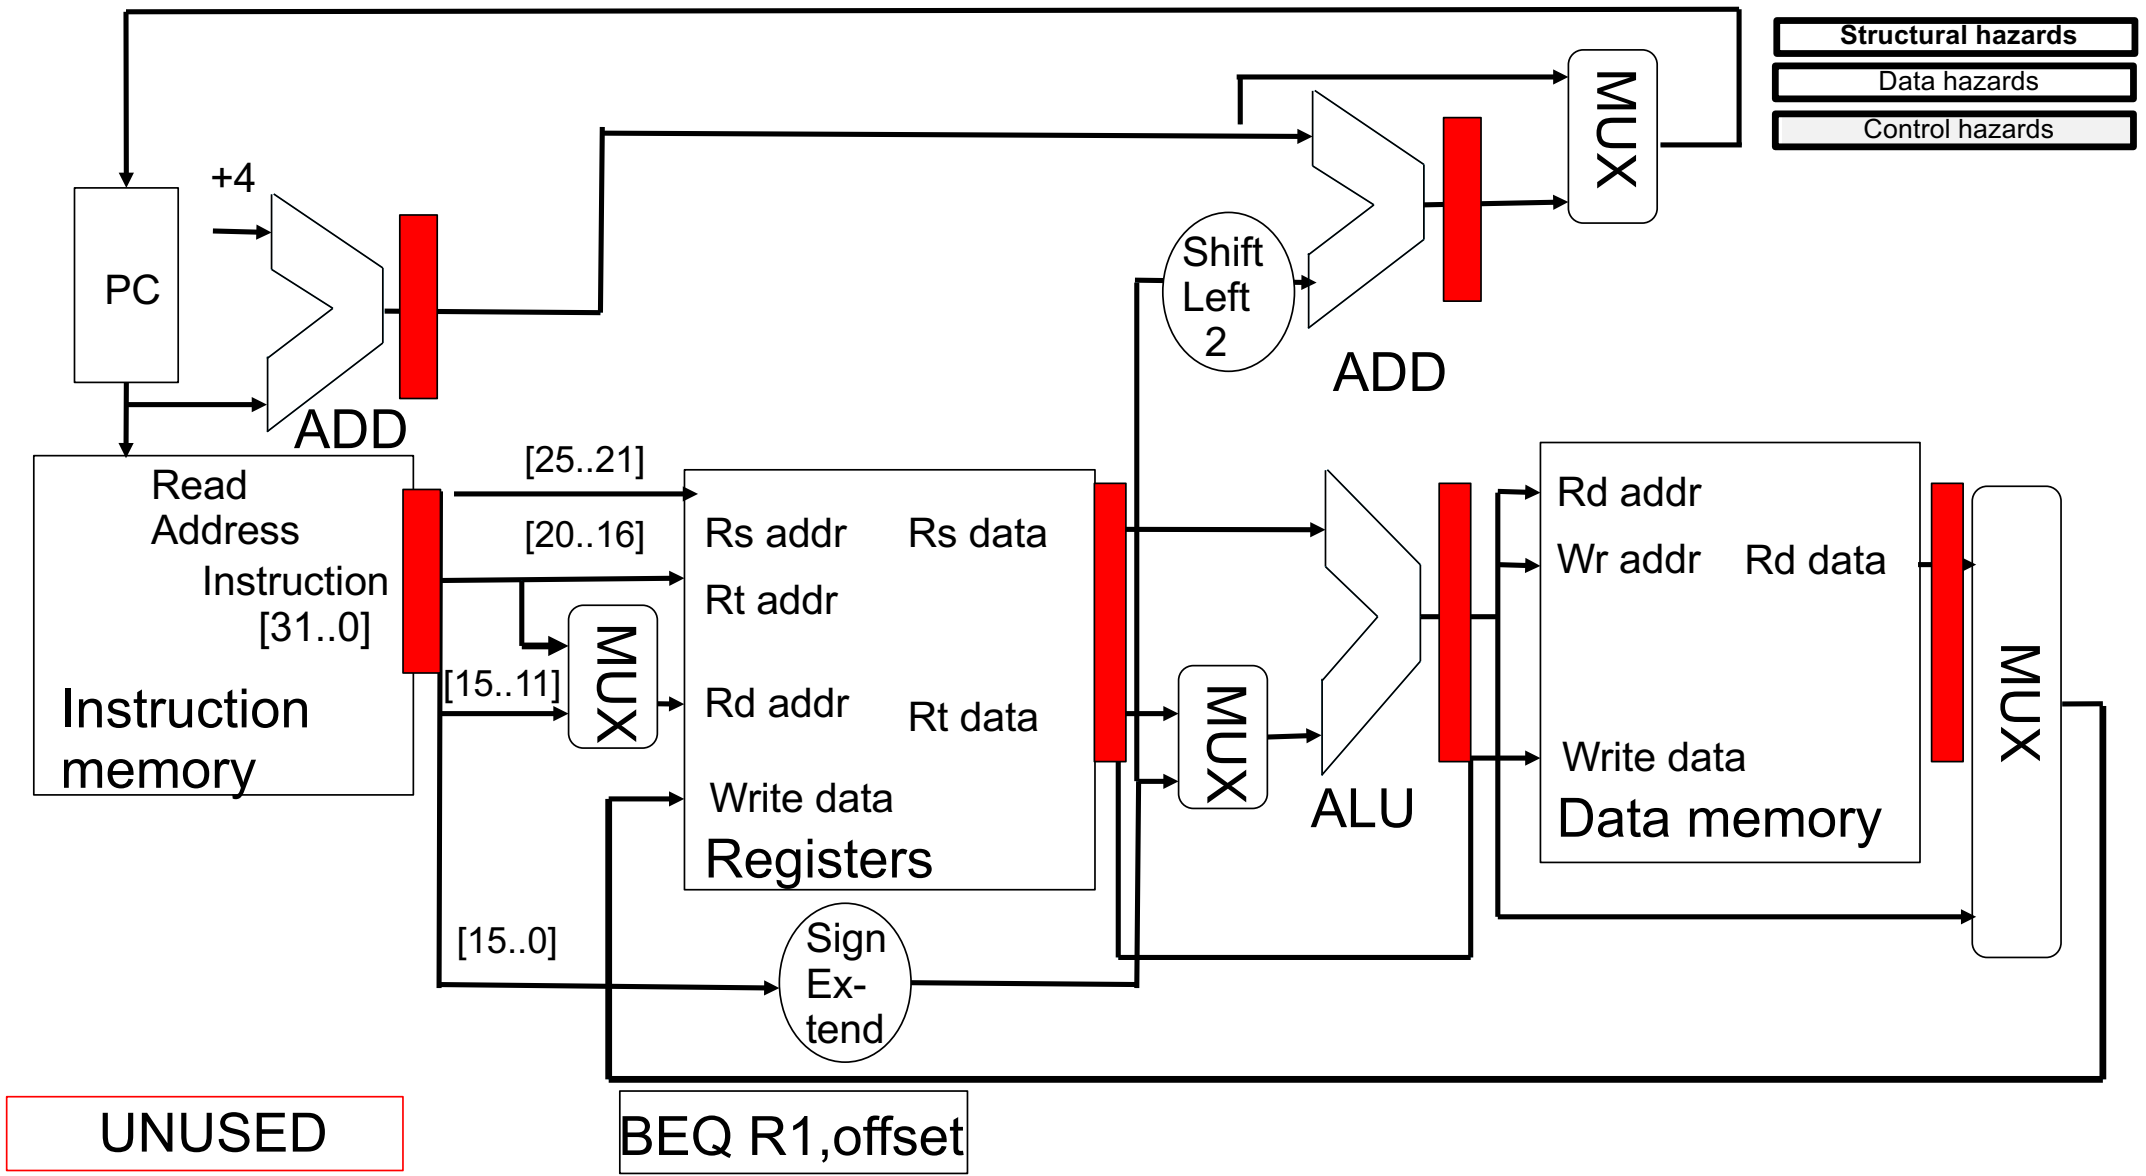 Structural hazards
Data hazards
Control hazards
MUX
+4
PC
ADD
Shift
Left
2
ADD
Read
Address
Instruction
[31..0]
Instruction
memory
[25..21]
[20..16]
[15..11]
MUX
[15..0]
Rs addr
Rs data
Rt addr
Rd addr
Rt data
Write data
Registers
Sign
Ex-
tend
MUX
ALU
Rd addr
Wr addr
Rd data
Write data
Data memory
MUX
UNUSED
BEQ R1,offset